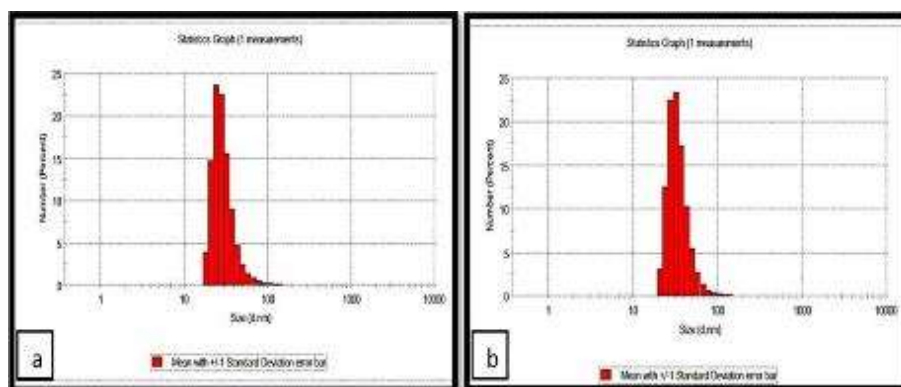 Statistics Graph (1 measurements)
Number (Percent)
25
20
15
10
5
0
1 10 100 1000 10000
Size (d.nm)
Mean with +/-1 Standard Deviation error bar
a
Statistics Graph (1 measurements)
Number (Percent)
25
20
15
10
5
0
1 10 100 1000 10000
Size (d.nm)
Mean with +/-1 Standard Deviation error bar
b